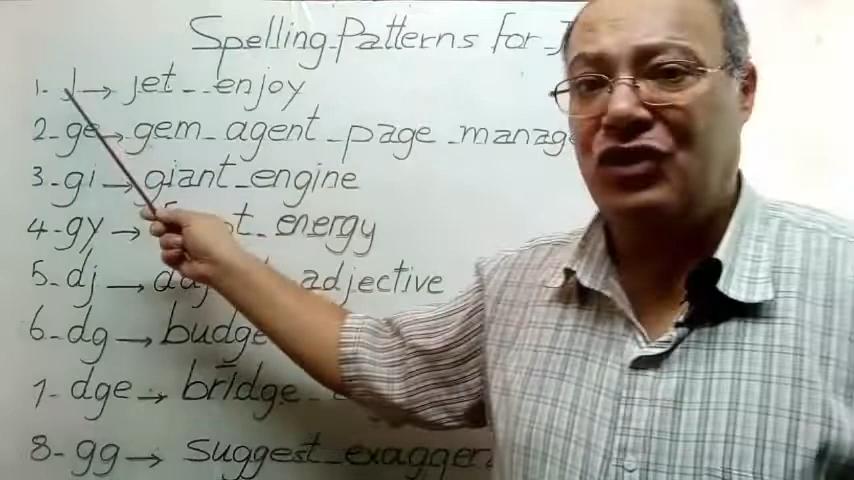 Spelling Patterns for
1- j → jet - enjoy
2- ge → gem - agent - page - manage
3- gi → giant - engine
4- gy → energy
5- dj → adjective
6- dg → budge
7- dge → bridge -
8- gg → suggest - exagger